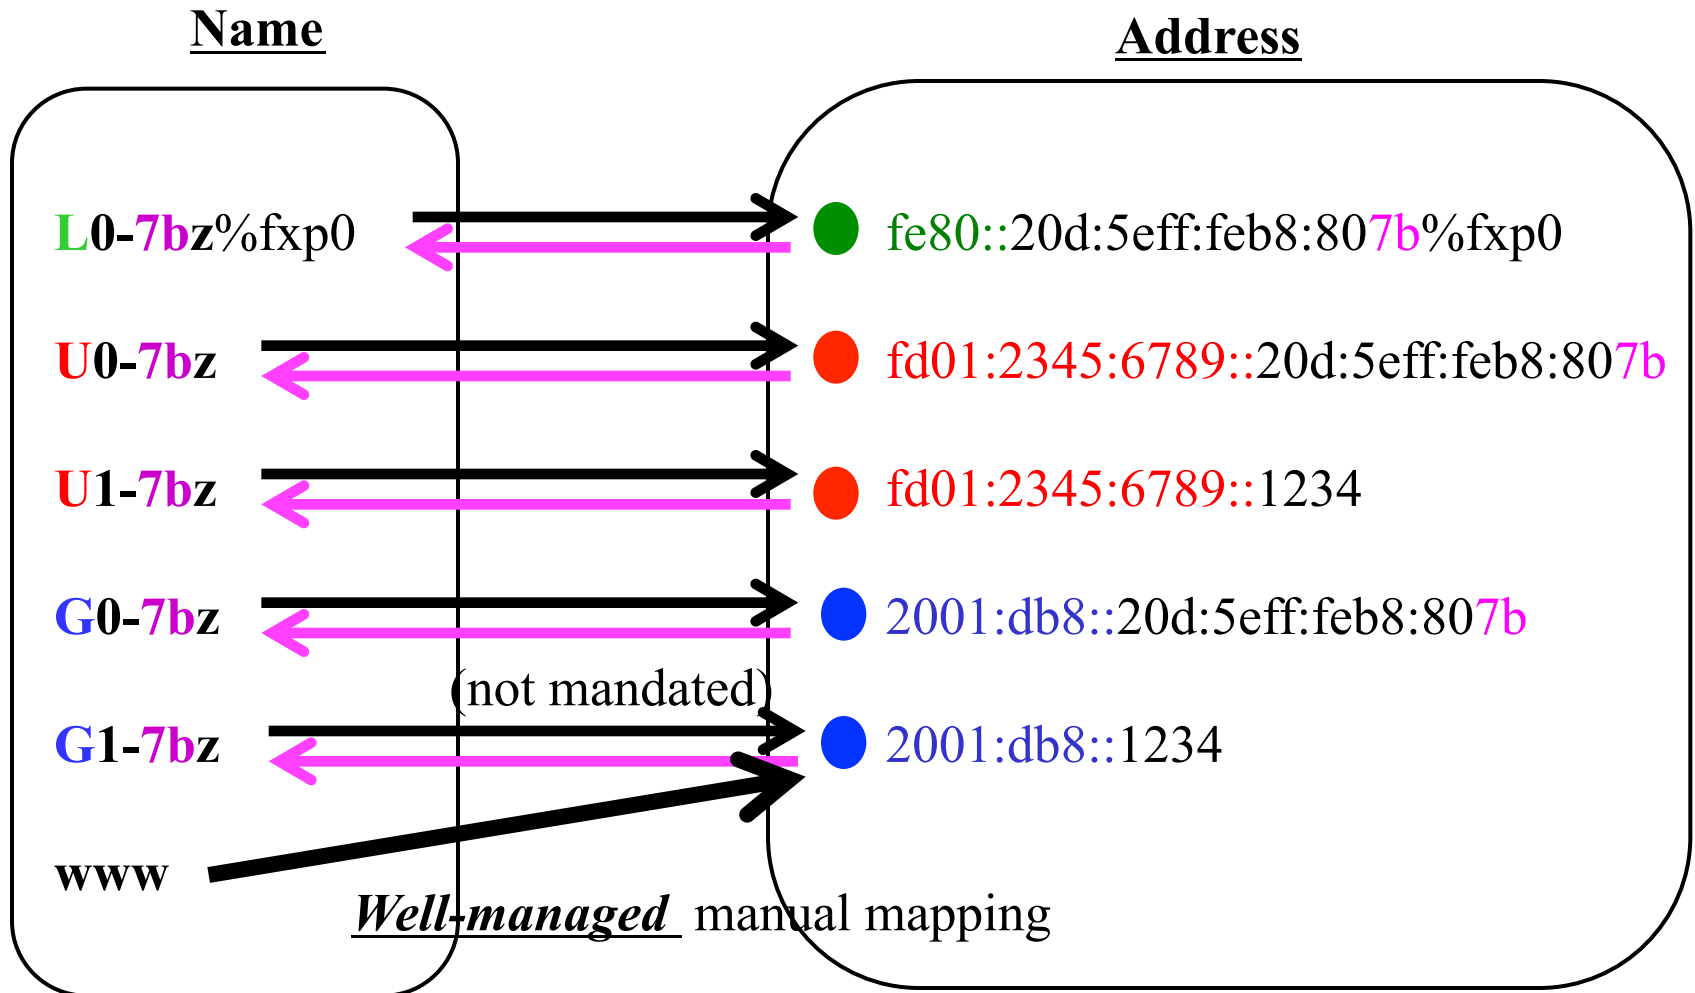 Name
Address
L0-7bz%fxp0
fe80::20d:5eff:feb8:807b%fxp0
U0-7bz
fd01:2345:6789::20d:5eff:feb8:807b
U1-7bz
fd01:2345:6789::1234
G0-7bz
2001:db8::20d:5eff:feb8:807b
(not mandated)
G1-7bz
2001:db8::1234
www
Well-managed manual mapping